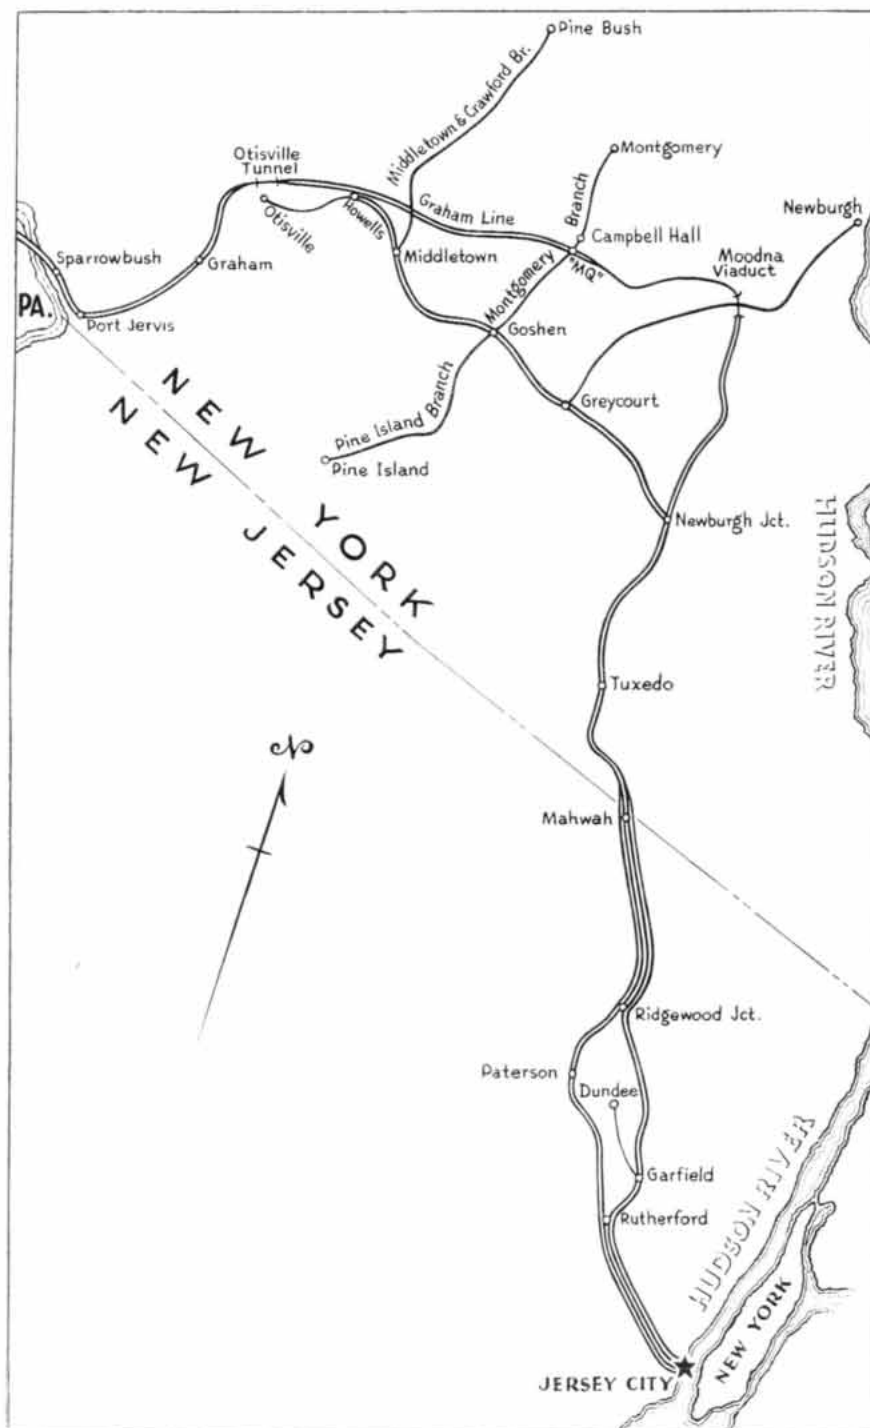 Pine Bush
Middletown & Crawford Br.
Otisville
Tunnel
Montgomery
Branch
Newburgh
Graham Line
Otisville
Howells
Campbell Hall
Middletown
"MQ"
Moodna
Viaduct
Sparrowbush
Graham
Montgomery
PA.
Port Jervis
Goshen
Pine Island Branch
Greycourt
Pine Island
NEW YORK
NEW JERSEY
Newburgh Jct.
HUDSON RIVER
Tuxedo
N
Mahwah
Ridgewood Jct.
Paterson
Dundee
Garfield
Rutherford
HUDSON RIVER
NEW YORK
JERSEY CITY